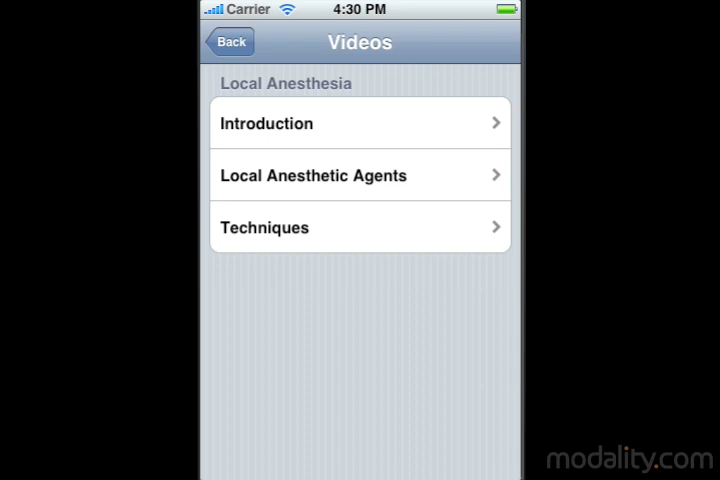 Carrier 4:30 PM
Back Videos
Local Anesthesia
Introduction
Local Anesthetic Agents
Techniques
modality.com